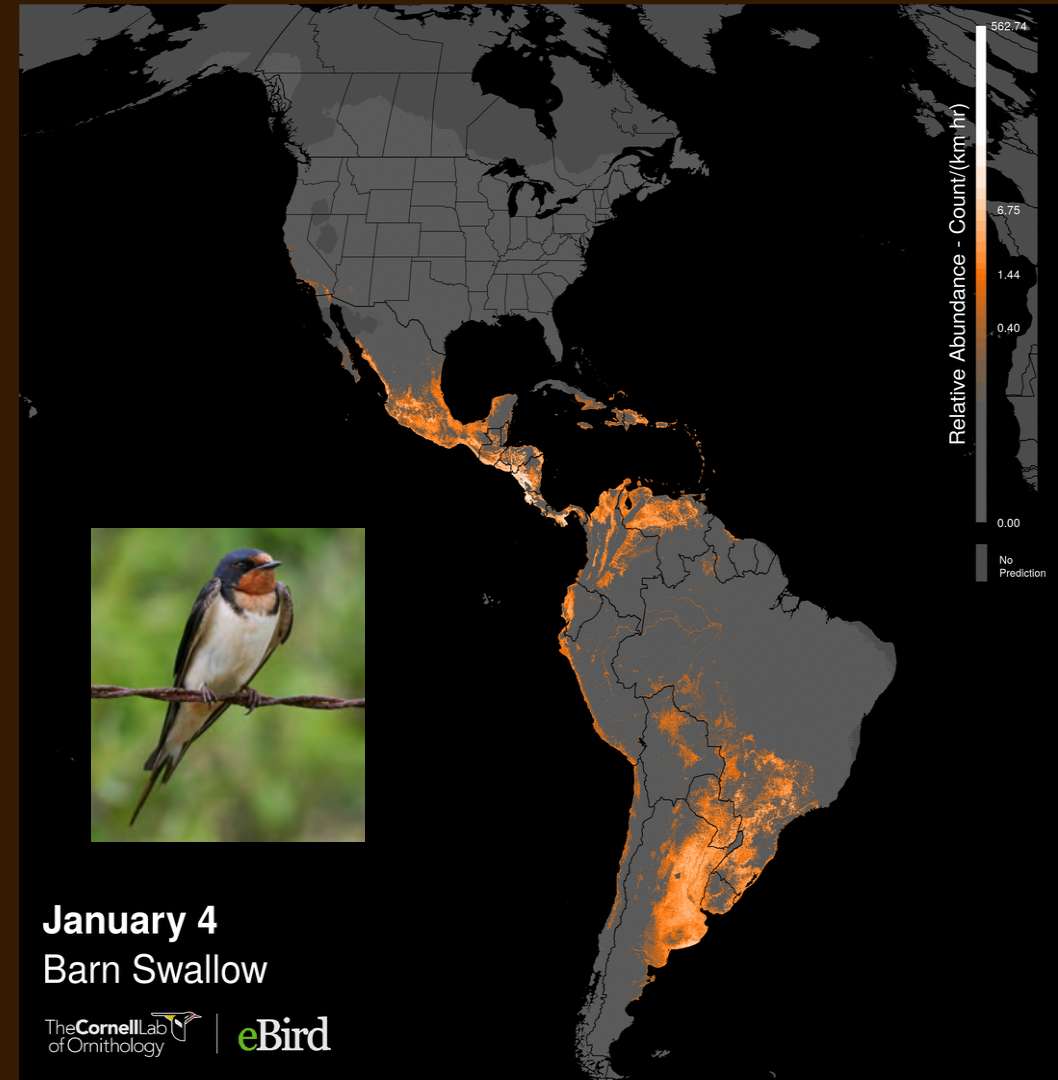 562.74
6.75
1.44
0.40
0.00
Relative Abundance - Count/(km hr)
No
Prediction
January 4
Barn Swallow
TheCornellLab
of Ornithology
eBird